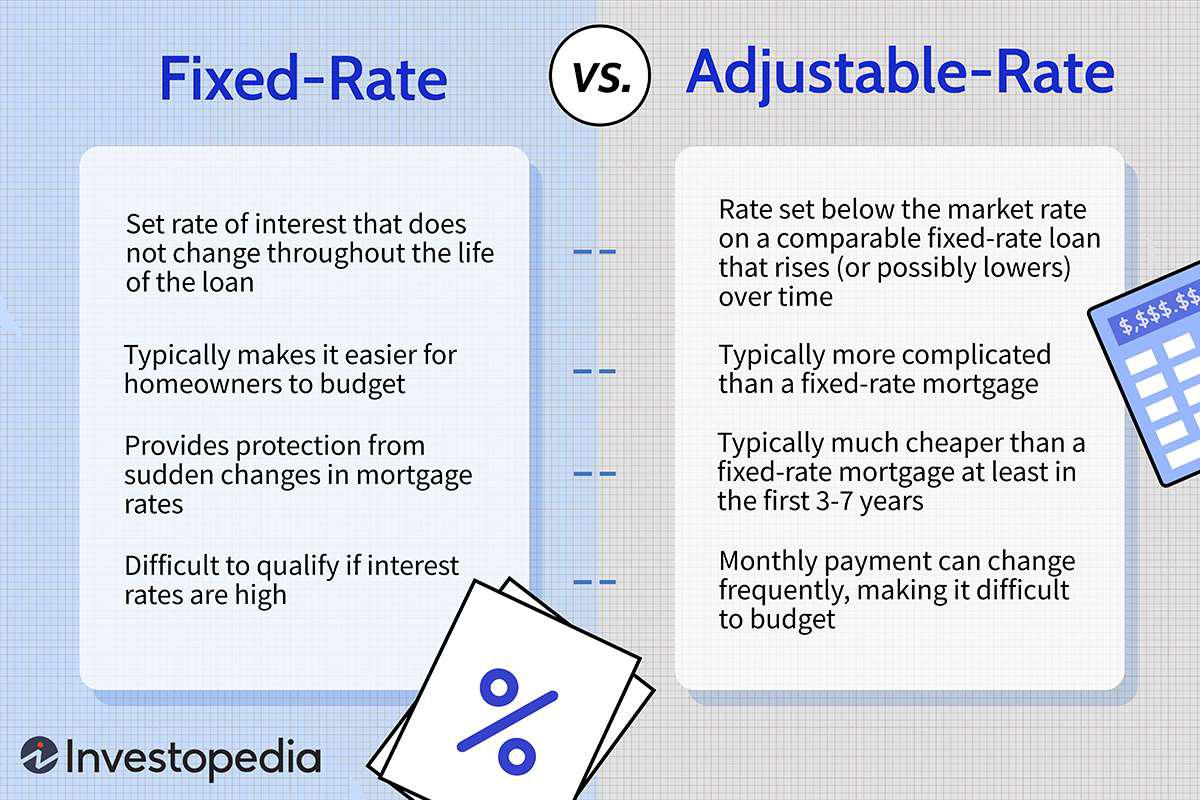 Fixed-Rate
vs.
Adjustable-Rate
Set rate of interest that does
not change throughout the life
of the loan
Typically makes it easier for
homeowners to budget
Provides protection from
sudden changes in mortgage
rates
Difficult to qualify if interest
rates are high
Rate set below the market rate
on a comparable fixed-rate loan
that rises (or possibly lowers)
over time
Typically more complicated
than a fixed-rate mortgage
Typically much cheaper than a
fixed-rate mortgage at least in
the first 3-7 years
Monthly payment can change
frequently, making it difficult
to budget
$,$$$.$$
%
Investopedia